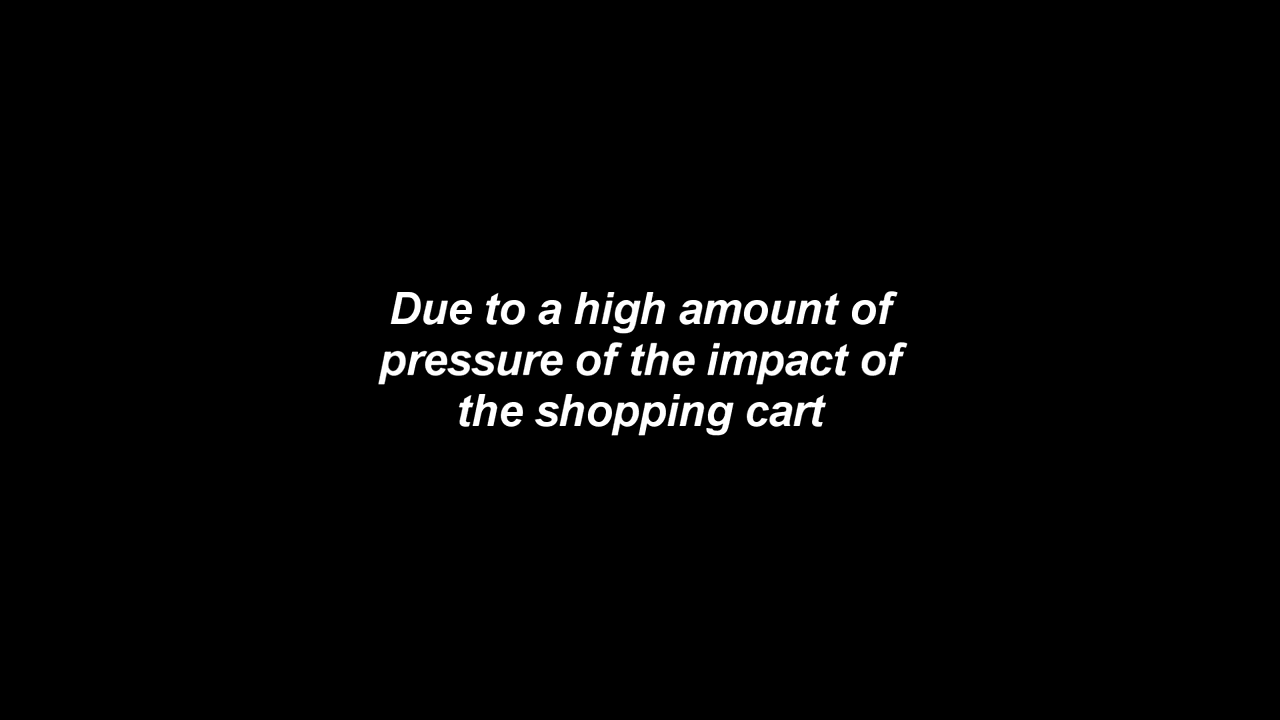 Due to a high amount of
pressure of the impact of
the shopping cart